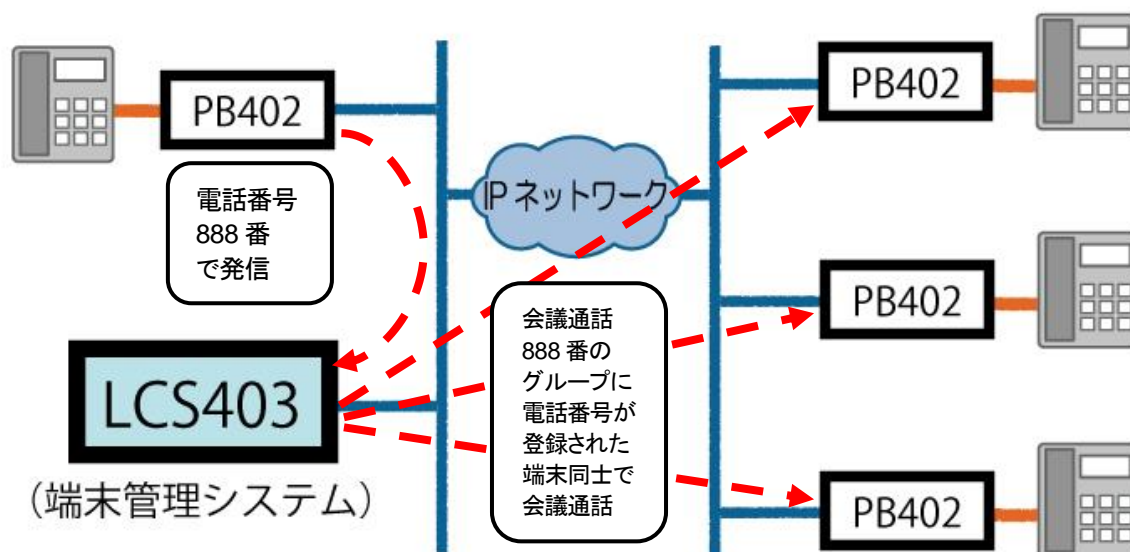 PB402
電話番号
888 番
で発信
LCS403
（端末管理システム）
IP ネットワーク
会議通話
888 番の
グループに
電話番号が
登録された
端末同士で
会議通話
PB402
PB402
PB402